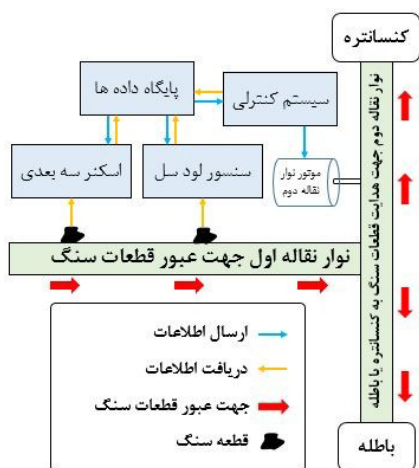 کنسانتره
پایگاه داده ها
سیستم کنترلی
اسکنر سه بعدی
سنسور لود سل
موتور نوار
نقاله دوم
نوار نقاله دوم جهت هدایت قطعات سنگ به کنسانتره یا باطله
نوار نقاله اول جهت عبور قطعات سنگ
ارسال اطلاعات
دریافت اطلاعات
جهت عبور قطعات سنگ
قطعه سنگ
باطله